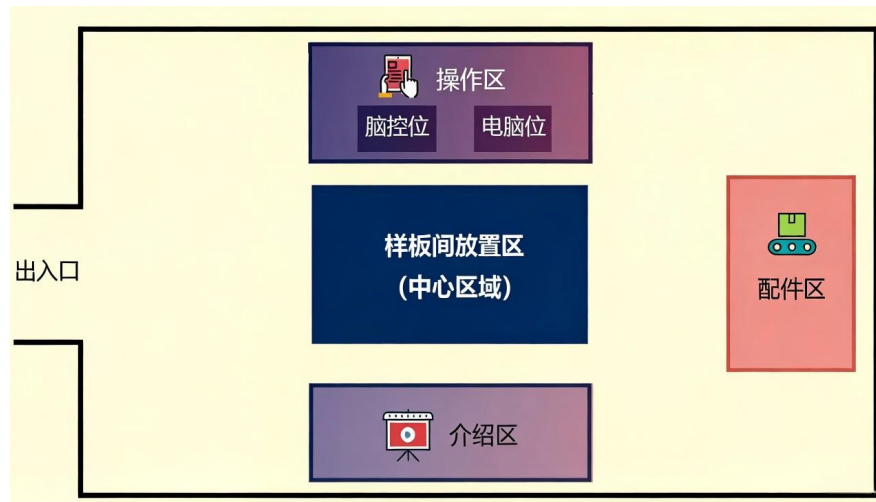 操作区
脑控位 电脑位
样板间放置区
（中心区域）
出入口
配件区
介绍区